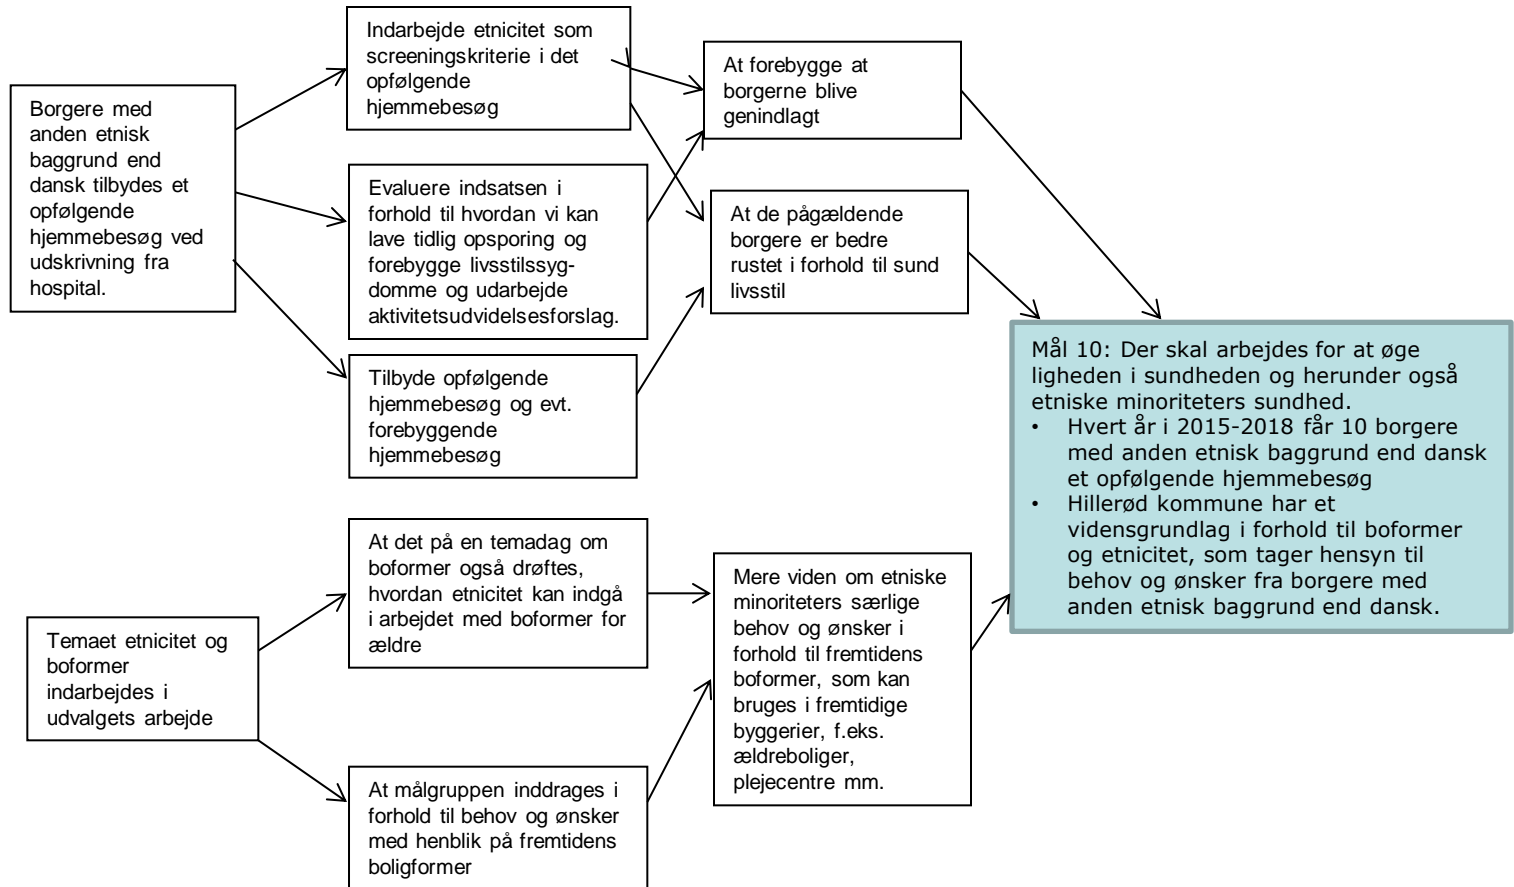 Borgere med
anden etnisk
baggrund end
dansk tilbydes et
opfølgende
hjemmebesøg ved
udskrivning fra
hospital.
Indarbejde etnicitet som
screeningskriterie i det
opfølgende
hjemmebesøg
Evaluere indsatsen i
forhold til hvordan vi kan
lave tidlig opsporing og
forebygge livsstilssyg-
domme og udarbejde
aktivitetsudvidelsesforslag.
Tilbyde opfølgende
hjemmebesøg og evt.
forebyggende
hjemmebesøg
At forebygge at
borgerne blive
genindlagt
At de pågældende
borgere er bedre
rustet i forhold til sund
livsstil
Temaet etnicitet og
boformer
indarbejdes i
udvalgets arbejde
At det på en temadag om
boformer også drøftes,
hvordan etnicitet kan indgå
i arbejdet med boformer for
ældre
At målgruppen inddrages i
forhold til behov og ønsker
med henblik på fremtidens
boligformer
Mere viden om etniske
minoriteters særlige
behov og ønsker i
forhold til fremtidens
boformer, som kan
bruges i fremtidige
byggerier, f.eks.
ældreboliger,
plejecentre mm.
Mål 10: Der skal arbejdes for at øge
ligheden i sundheden og herunder også
etniske minoriteters sundhed.
• Hvert år i 2015-2018 får 10 borgere
med anden etnisk baggrund end dansk
et opfølgende hjemmebesøg
• Hillerød kommune har et
vidensgrundlag i forhold til boformer
og etnicitet, som tager hensyn til
behov og ønsker fra borgere med
anden etnisk baggrund end dansk.